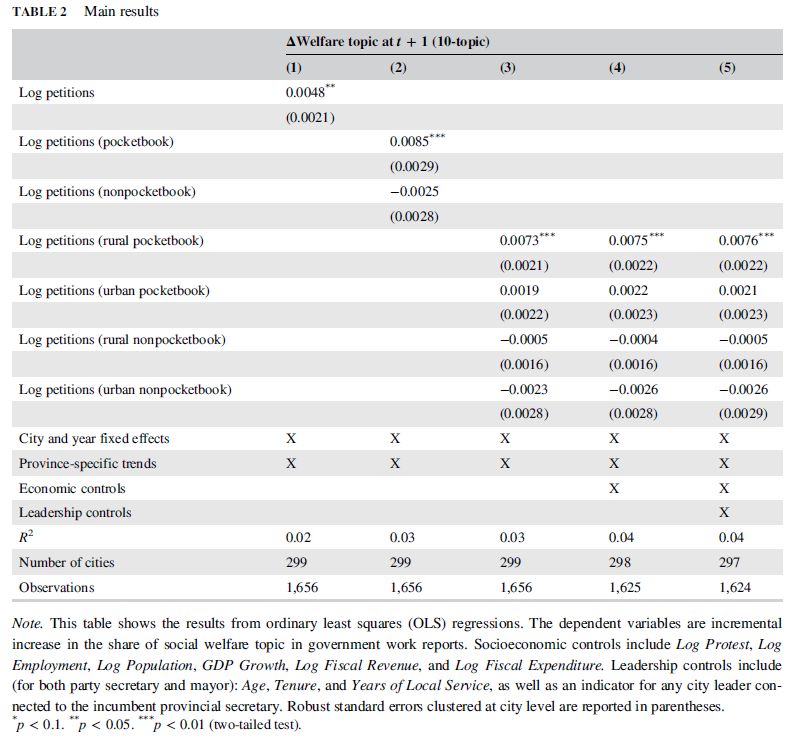 TABLE 2 Main results
ΔWelfare topic at t + 1 (10-topic)
(1) (2) (3) (4) (5)
Log petitions 0.0048**
(0.0021)
Log petitions (pocketbook) 0.0085***
(0.0029)
Log petitions (nonpocketbook) −0.0025
(0.0028)
Log petitions (rural pocketbook) 0.0073*** 0.0075*** 0.0076***
(0.0021) (0.0022) (0.0022)
Log petitions (urban pocketbook) 0.0019 0.0022 0.0021
(0.0022) (0.0023) (0.0023)
Log petitions (rural nonpocketbook) −0.0005 −0.0004 −0.0005
(0.0016) (0.0016) (0.0016)
Log petitions (urban nonpocketbook) −0.0023 −0.0026 −0.0026
(0.0028) (0.0028) (0.0029)
City and year fixed effects X X X X X
Province-specific trends X X X X X
Economic controls X X
Leadership controls X
R² 0.02 0.03 0.03 0.04 0.04
Number of cities 299 299 299 298 297
Observations 1,656 1,656 1,656 1,625 1,624
Note. This table shows the results from ordinary least squares (OLS) regressions. The dependent variables are incremental
increase in the share of social welfare topic in government work reports. Socioeconomic controls include Log Protest, Log
Employment, Log Population, GDP Growth, Log Fiscal Revenue, and Log Fiscal Expenditure. Leadership controls include
(for both party secretary and mayor): Age, Tenure, and Years of Local Service, as well as an indicator for any city leader con-
nected to the incumbent provincial secretary. Robust standard errors clustered at city level are reported in parentheses.
*p < 0.1. **p < 0.05. ***p < 0.01 (two-tailed test).